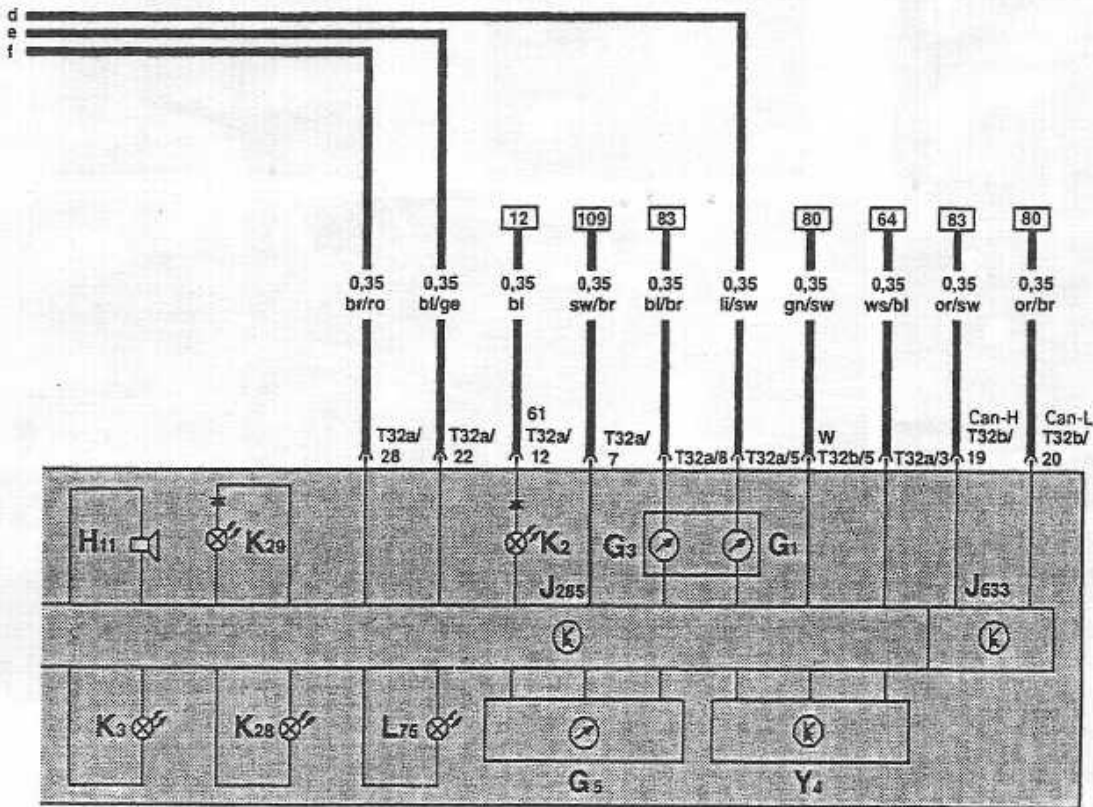 d
e
f
12 109 83 80 64 83 80
0,35 0,35 0,35 0,35 0,35 0,35 0,35 0,35 0,35 0,35
br/ro bl/ge bl sw/br bl/br li/sw gn/sw ws/bl or/sw or/br
61 W Can-H Can-L
T32a/ T32a/ T32a/ T32a/ T32a/8 T32a/5 T32b/5 T32a/3 T32b/ T32b/
28 22 12 7 19 20
H11 K29 K2 G3 G1
J285 J533
K3 K28 L75
G5 Y4